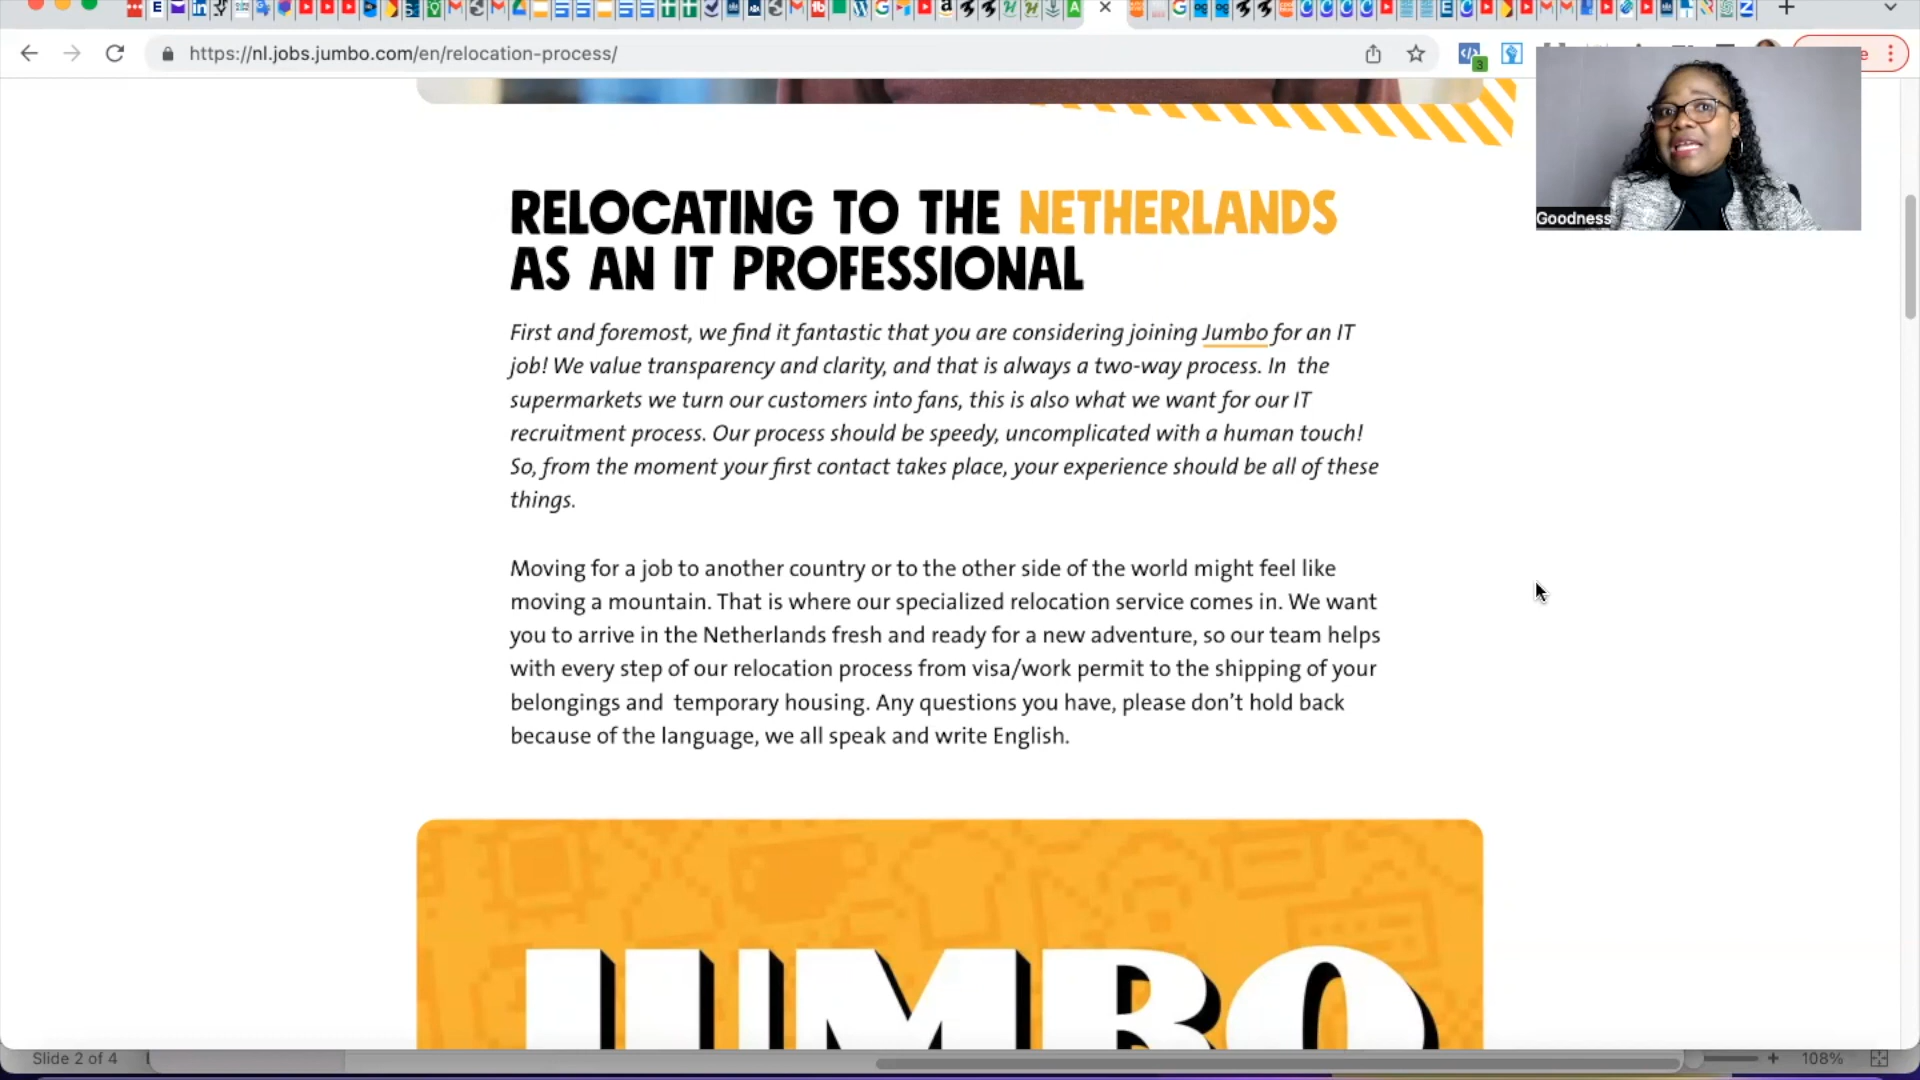 https://nl.jobs.jumbo.com/en/relocation-process/
3
Goodness
RELOCATING TO THE NETHERLANDS
AS AN IT PROFESSIONAL
First and foremost, we find it fantastic that you are considering joining Jumbo for an IT
job! We value transparency and clarity, and that is always a two-way process. In the
supermarkets we turn our customers into fans, this is also what we want for our IT
recruitment process. Our process should be speedy, uncomplicated with a human touch!
So, from the moment your first contact takes place, your experience should be all of these
things.
Moving for a job to another country or to the other side of the world might feel like
moving a mountain. That is where our specialized relocation service comes in. We want
you to arrive in the Netherlands fresh and ready for a new adventure, so our team helps
with every step of our relocation process from visa/work permit to the shipping of your
belongings and temporary housing. Any questions you have, please don’t hold back
because of the language, we all speak and write English.
JUMBO
Slide 2 of 4
108%